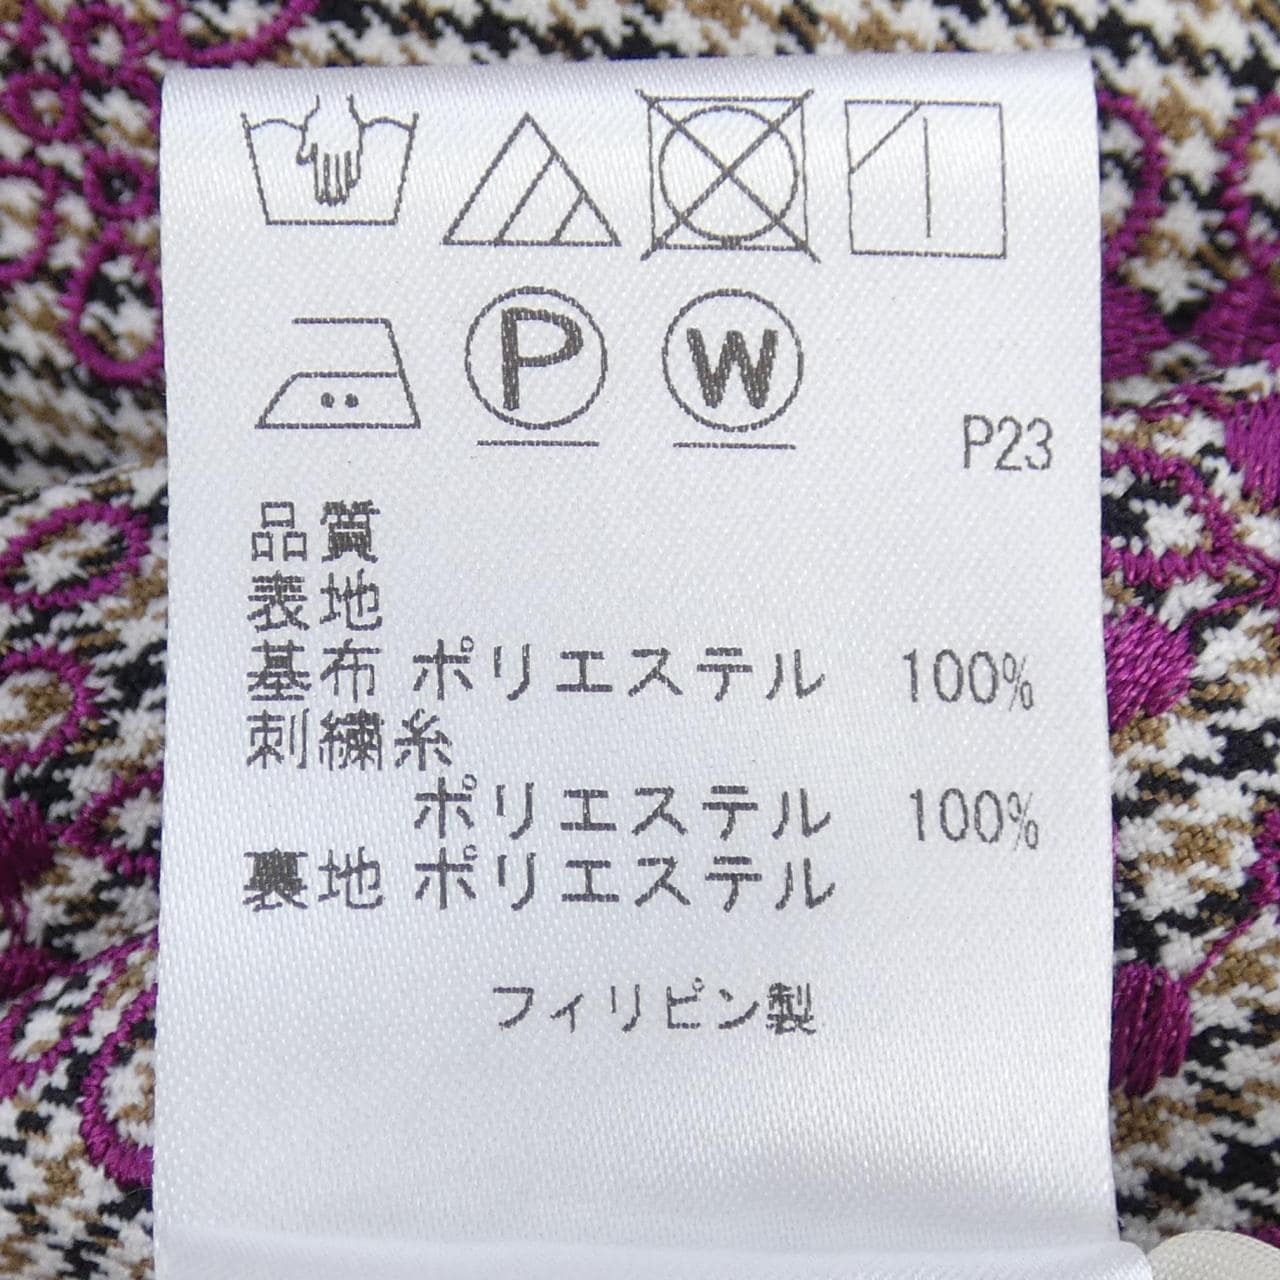 P
W
P23
品質
表地
基布 ポリエステル 100%
刺繍糸
ポリエステル 100%
裏地 ポリエステル
フィリピン製